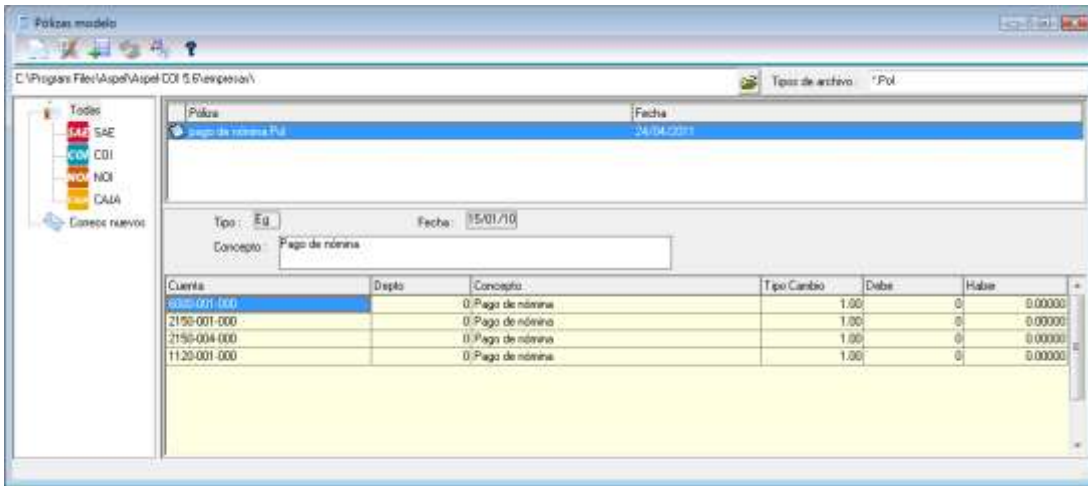 Pólizas modelo
C:\Program Files\Aspel\Aspel-COI 5.6\empresas\ Tipos de archivo: *.Pol
Todas
SAE SAE
COI COI
NOI NOI
CAJA
Correos nuevos
Póliza Fecha
pago de nómina.Pol 24/04/2011
Tipo: Eg Fecha: 15/01/10
Concepto: Pago de nómina
Cuenta Depto Concepto Tipo Cambio Debe Haber
6000-001-000 0 Pago de nómina 1.00 0 0.00000
2150-001-000 0 Pago de nómina 1.00 0 0.00000
2150-004-000 0 Pago de nómina 1.00 0 0.00000
1120-001-000 0 Pago de nómina 1.00 0 0.00000